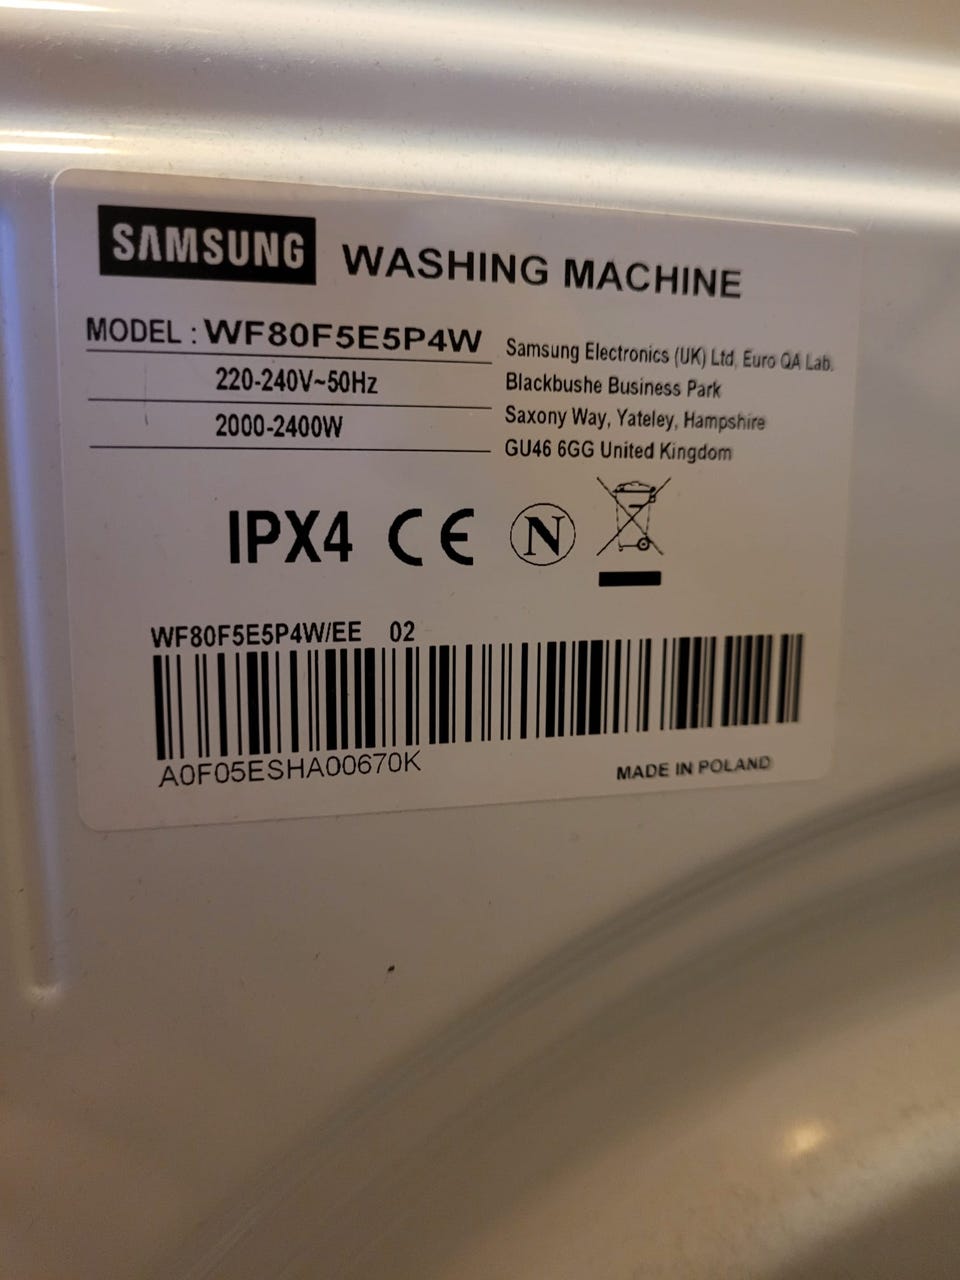 SAMSUNG WASHING MACHINE
MODEL : WF80F5E5P4W
220-240V~50Hz
2000-2400W
Samsung Electronics (UK) Ltd, Euro QA Lab.
Blackbushe Business Park
Saxony Way, Yateley, Hampshire
GU46 6GG United Kingdom
IPX4 CE N
WF80F5E5P4W/EE 02
A0F05ESHA00670K
MADE IN POLAND